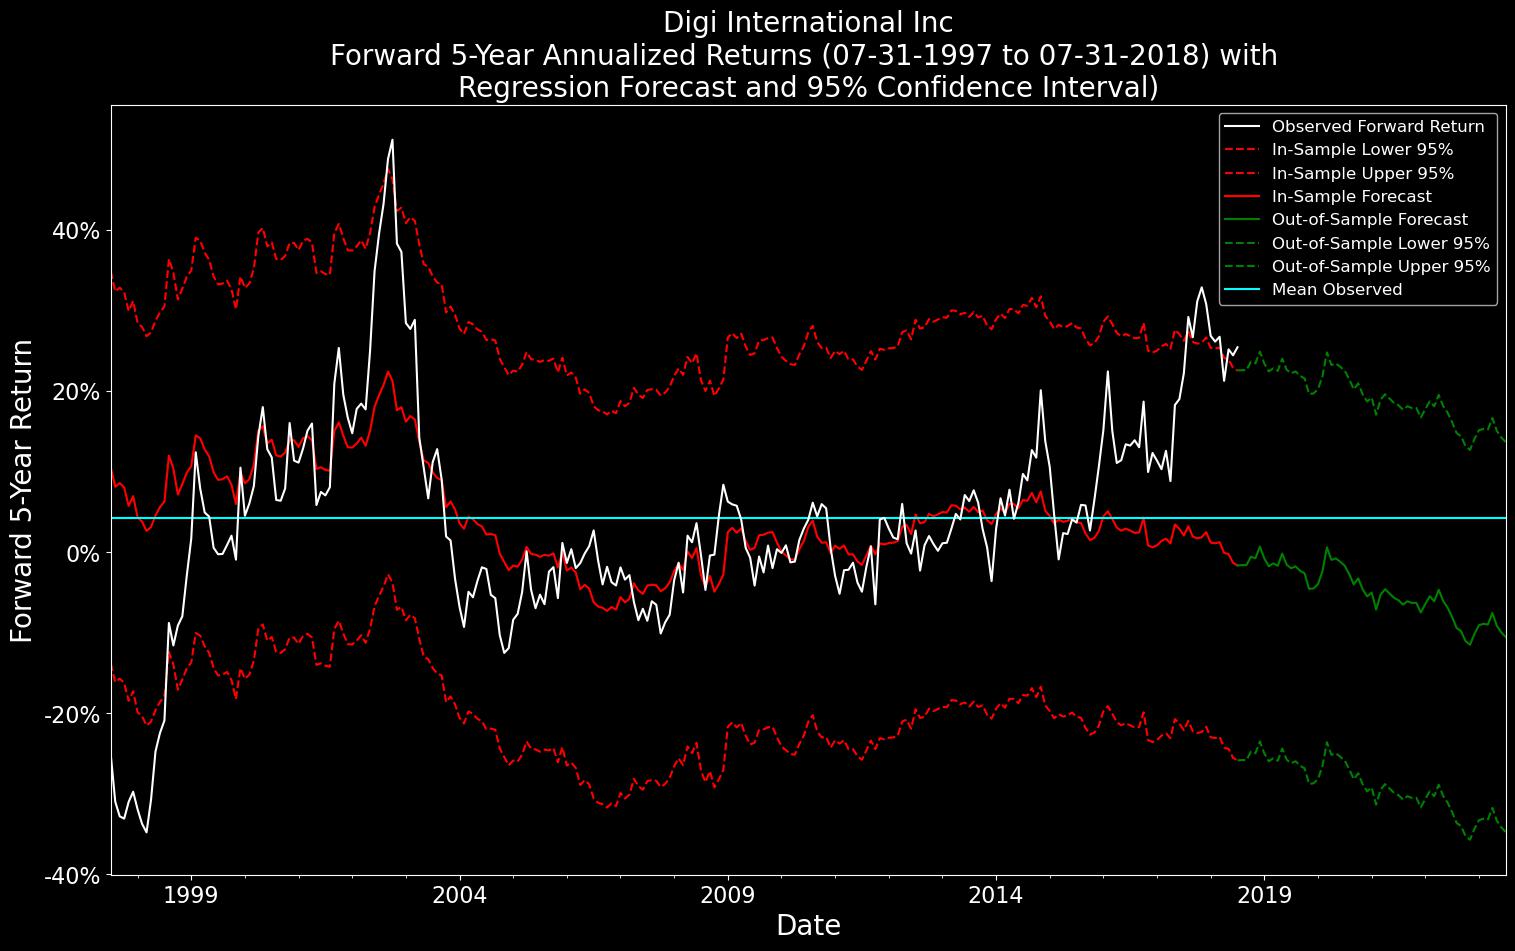 Digi International Inc
Forward 5-Year Annualized Returns (07-31-1997 to 07-31-2018) with
Regression Forecast and 95% Confidence Interval)
Observed Forward Return
In-Sample Lower 95%
In-Sample Upper 95%
In-Sample Forecast
Out-of-Sample Forecast
Out-of-Sample Lower 95%
Out-of-Sample Upper 95%
Mean Observed
Forward 5-Year Return
40%
20%
0%
-20%
-40%
1999
2004
2009
2014
2019
Date